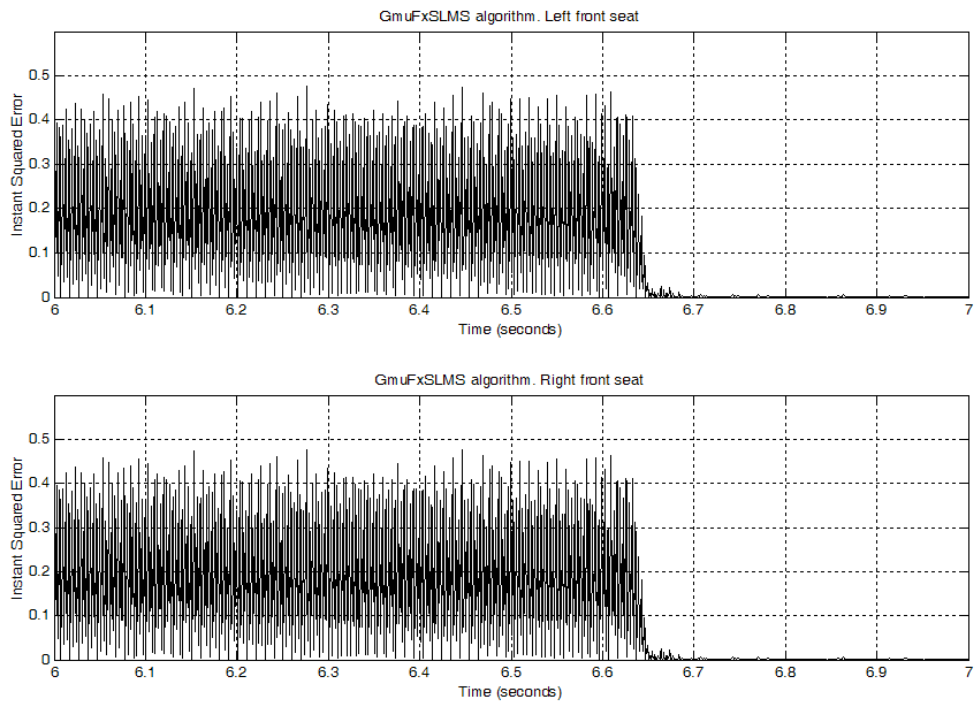 GmuFxSLMS algorithm. Left front seat
Instant Squared Error
0.5
0.4
0.3
0.2
0.1
0
6 6.1 6.2 6.3 6.4 6.5 6.6 6.7 6.8 6.9 7
Time (seconds)
GmuFxSLMS algorithm. Right front seat
Instant Squared Error
0.5
0.4
0.3
0.2
0.1
0
6 6.1 6.2 6.3 6.4 6.5 6.6 6.7 6.8 6.9 7
Time (seconds)